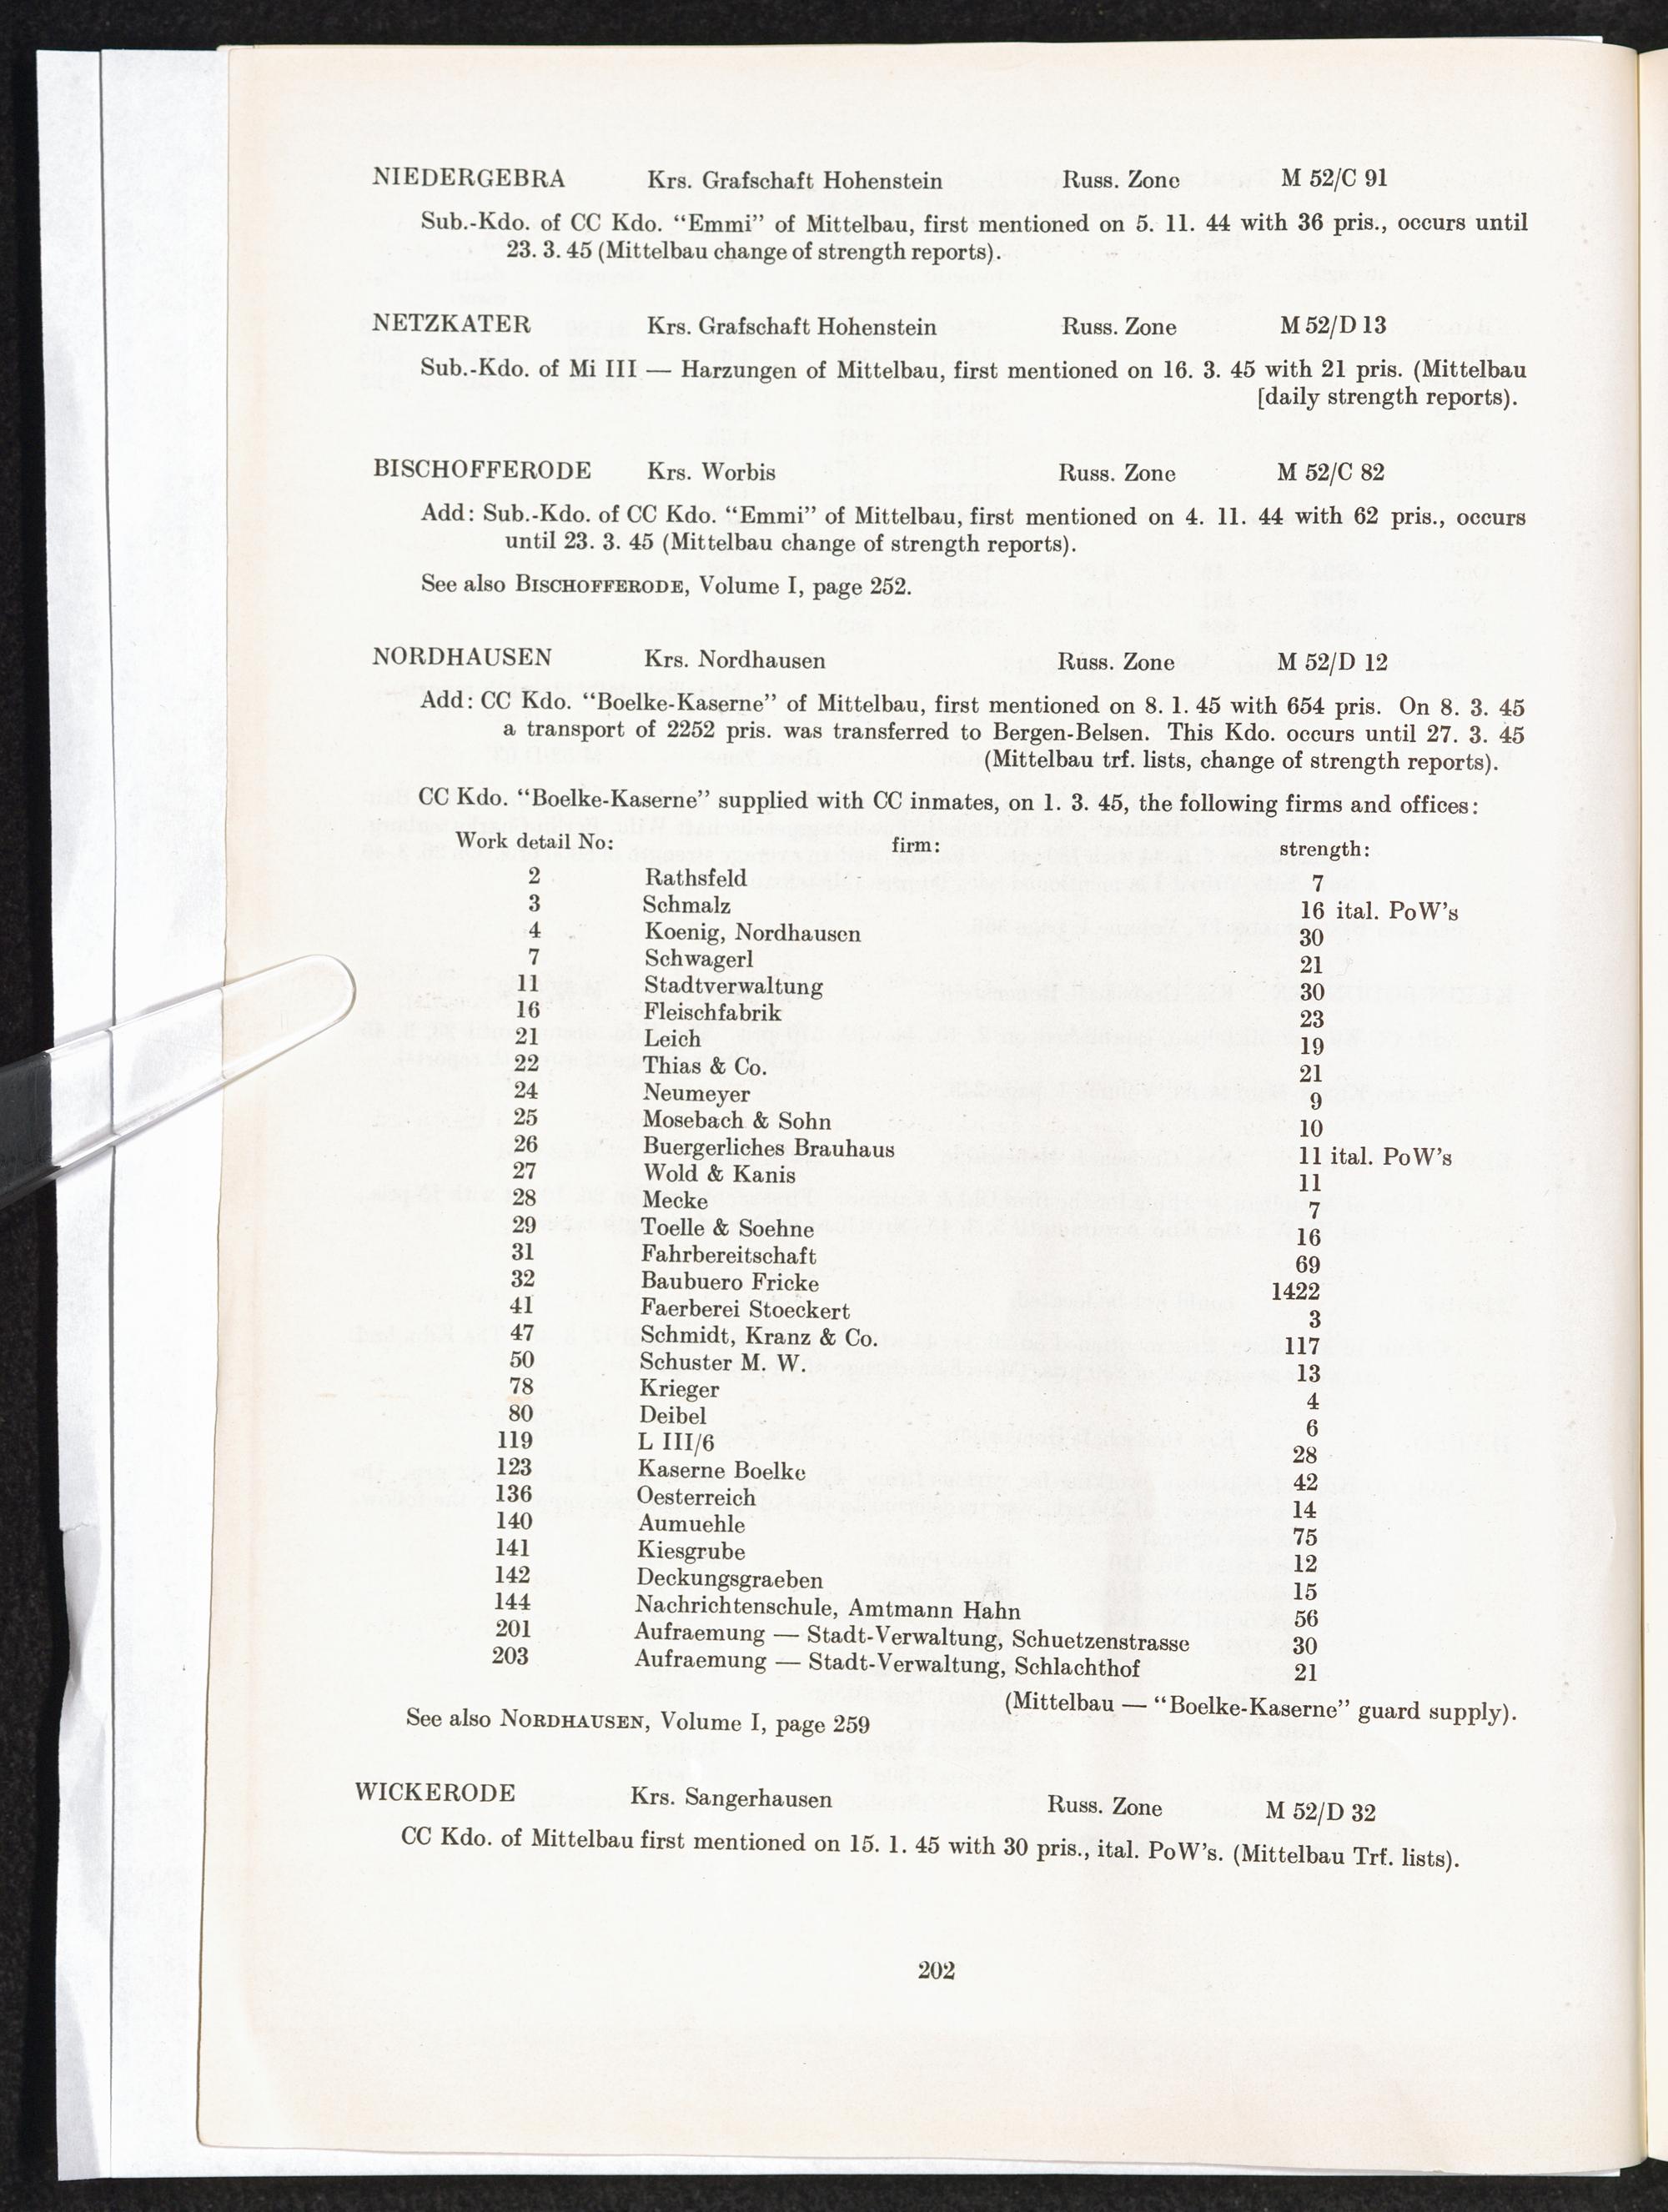 NIEDERGEBRA Krs. Grafschaft Hohenstein Russ. Zone M 52/C 91
Sub.-Kdo. of CC Kdo. “Emmi” of Mittelbau, first mentioned on 5. 11. 44 with 36 pris., occurs until
23. 3. 45 (Mittelbau change of strength reports).
NETZKATER Krs. Grafschaft Hohenstein Russ. Zone M 52/D 13
Sub.-Kdo. of Mi III — Harzungen of Mittelbau, first mentioned on 16. 3. 45 with 21 pris. (Mittelbau
[daily strength reports).
BISCHOFFERODE Krs. Worbis Russ. Zone M 52/C 82
Add: Sub.-Kdo. of CC Kdo. “Emmi” of Mittelbau, first mentioned on 4. 11. 44 with 62 pris., occurs
until 23. 3. 45 (Mittelbau change of strength reports).
See also BISCHOFFERODE, Volume I, page 252.
NORDHAUSEN Krs. Nordhausen Russ. Zone M 52/D 12
Add: CC Kdo. “Boelke-Kaserne” of Mittelbau, first mentioned on 8. 1. 45 with 654 pris. On 8. 3. 45
a transport of 2252 pris. was transferred to Bergen-Belsen. This Kdo. occurs until 27. 3. 45
(Mittelbau trf. lists, change of strength reports).
CC Kdo. “Boelke-Kaserne” supplied with CC inmates, on 1. 3. 45, the following firms and offices:
Work detail No: firm: strength:
2 Rathsfeld 7
3 Schmalz 16 ital. PoW’s
4 Koenig, Nordhausen 30
7 Schwagerl 21
11 Stadtverwaltung 30
16 Fleischfabrik 23
21 Leich 19
22 Thias & Co. 21
24 Neumeyer 9
25 Mosebach & Sohn 10
26 Buergerliches Brauhaus 11 ital. PoW’s
27 Wold & Kanis 11
28 Mecke 7
29 Toelle & Soehne 16
31 Fahrbereitschaft 69
32 Baubuero Fricke 1422
41 Faerberei Stoeckert 3
47 Schmidt, Kranz & Co. 117
50 Schuster M. W. 13
78 Krieger 4
80 Deibel 6
119 L III/6 28
123 Kaserne Boelke 42
136 Oesterreich 14
140 Aumuehle 75
141 Kiesgrube 12
142 Deckungsgraeben 15
144 Nachrichtenschule, Amtmann Hahn 56
201 Aufraemung — Stadt-Verwaltung, Schuetzenstrasse 30
203 Aufraemung — Stadt-Verwaltung, Schlachthof 21
(Mittelbau — “Boelke-Kaserne” guard supply).
See also NORDHAUSEN, Volume I, page 259
WICKERODE Krs. Sangerhausen Russ. Zone M 52/D 32
CC Kdo. of Mittelbau first mentioned on 15. 1. 45 with 30 pris., ital. PoW’s. (Mittelbau Trf. lists).
202